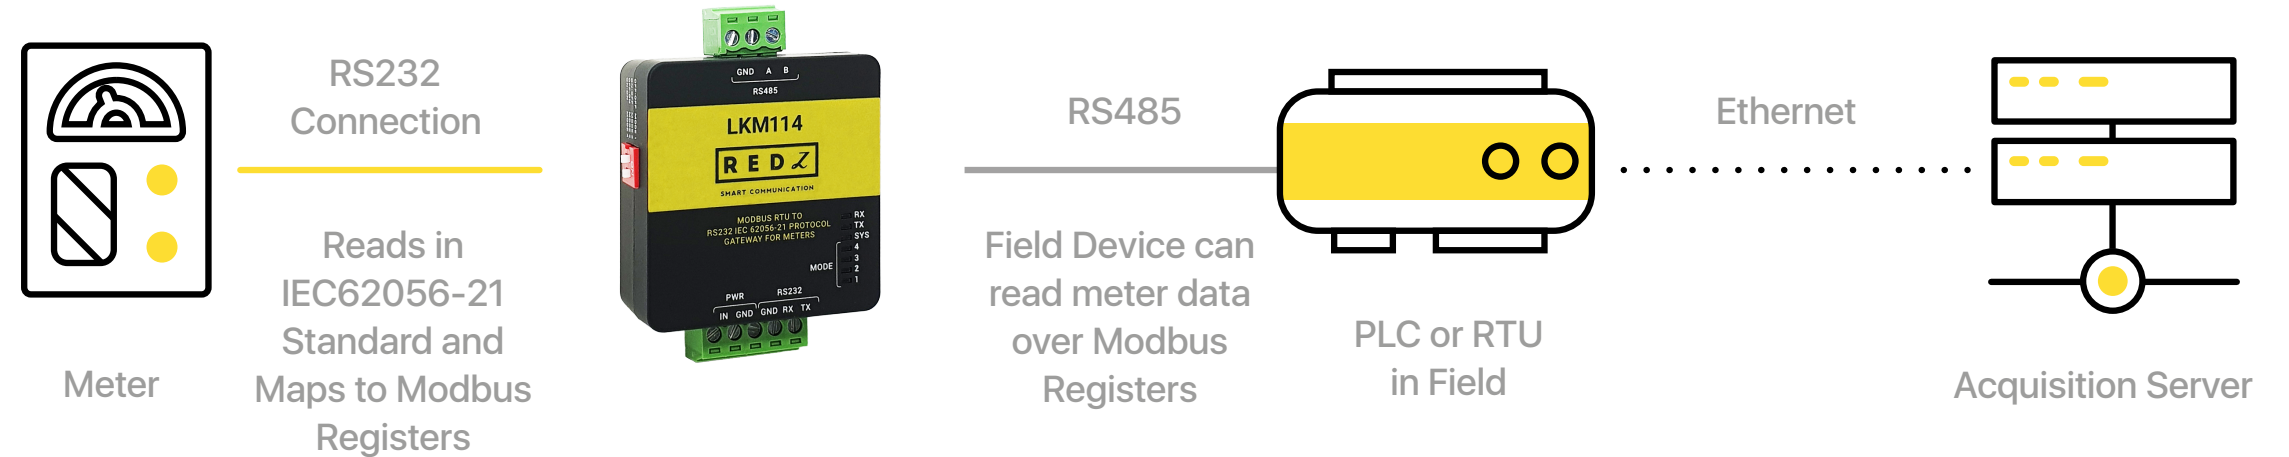 Meter
RS232
Connection
Reads in
IEC62056-21
Standard and
Maps to Modbus
Registers
GND A B
RS485
LKM114
REDZ
SMART COMMUNICATION
MODBUS RTU TO
RS232 IEC 62056-21 PROTOCOL
GATEWAY FOR METERS
RX
TX
SYS
4
3
2
1
MODE
PWR
RS232
IN GND GND RX TX
RS485
Field Device can
read meter data
over Modbus
Registers
PLC or RTU
in Field
Ethernet
Acquisition Server